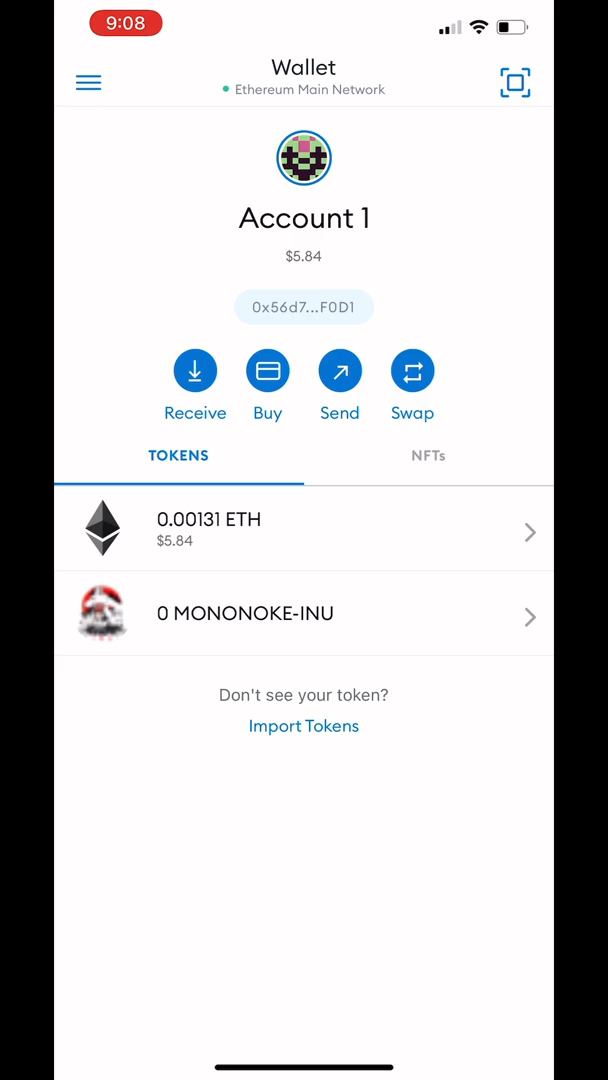 9:08
Wallet
Ethereum Main Network
Account 1
$5.84
0x56d7...F0D1
Receive Buy Send Swap
TOKENS NFTs
0.00131 ETH
$5.84
0 MONONOKE-INU
Don't see your token?
Import Tokens